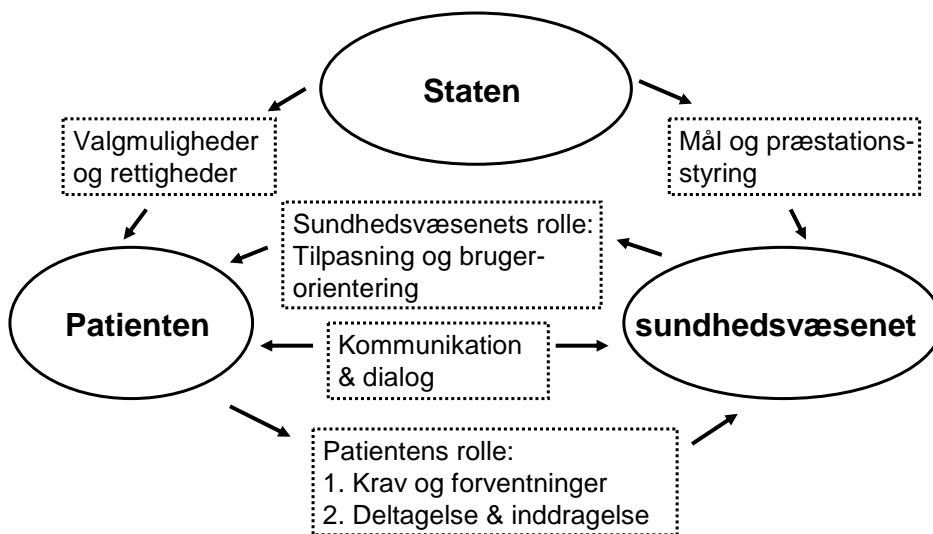 Staten
Valgmuligheder
og rettigheder
Mål og præstations-
styring
Sundhedsvæsenets rolle:
Tilpasning og bruger-
orientering
Patienten
sundhedsvæsenet
Kommunikation
& dialog
Patientens rolle:
1. Krav og forventninger
2. Deltagelse & inddragelse